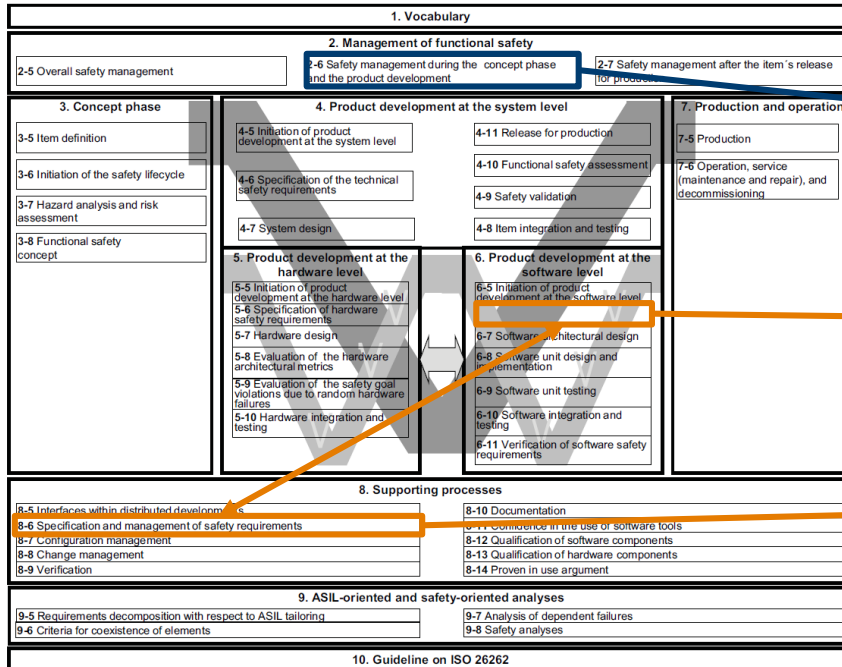 1. Vocabulary
2. Management of functional safety
2-5 Overall safety management
2-6 Safety management during the concept phase
and the product development
2-7 Safety management after the item´s release
for production
3. Concept phase
3-5 Item definition
3-6 Initiation of the safety lifecycle
3-7 Hazard analysis and risk
assessment
3-8 Functional safety
concept
4. Product development at the system level
4-5 Initiation of product
development at the system level
4-6 Specification of the technical
safety requirements
4-7 System design
4-11 Release for production
4-10 Functional safety assessment
4-9 Safety validation
4-8 Item integration and testing
7. Production and operation
7-5 Production
7-6 Operation, service
(maintenance and repair), and
decommissioning
5. Product development at the
hardware level
5-5 Initiation of product
development at the hardware level
5-6 Specification of hardware
safety requirements
5-7 Hardware design
5-8 Evaluation of the hardware
architectural metrics
5-9 Evaluation of the safety goal
violations due to random hardware
failures
5-10 Hardware integration and
testing
6. Product development at the
software level
6-5 Initiation of product
development at the software level
6-7 Software architectural design
6-8 Software unit design and
implementation
6-9 Software unit testing
6-10 Software integration and
testing
6-11 Verification of software safety
requirements
8. Supporting processes
8-5 Interfaces within distributed developments
8-6 Specification and management of safety requirements
8-7 Configuration management
8-8 Change management
8-9 Verification
8-10 Documentation
8-11 Confidence in the use of software tools
8-12 Qualification of software components
8-13 Qualification of hardware components
8-14 Proven in use argument
9. ASIL-oriented and safety-oriented analyses
9-5 Requirements decomposition with respect to ASIL tailoring
9-6 Criteria for coexistence of elements
9-7 Analysis of dependent failures
9-8 Safety analyses
10. Guideline on ISO 26262